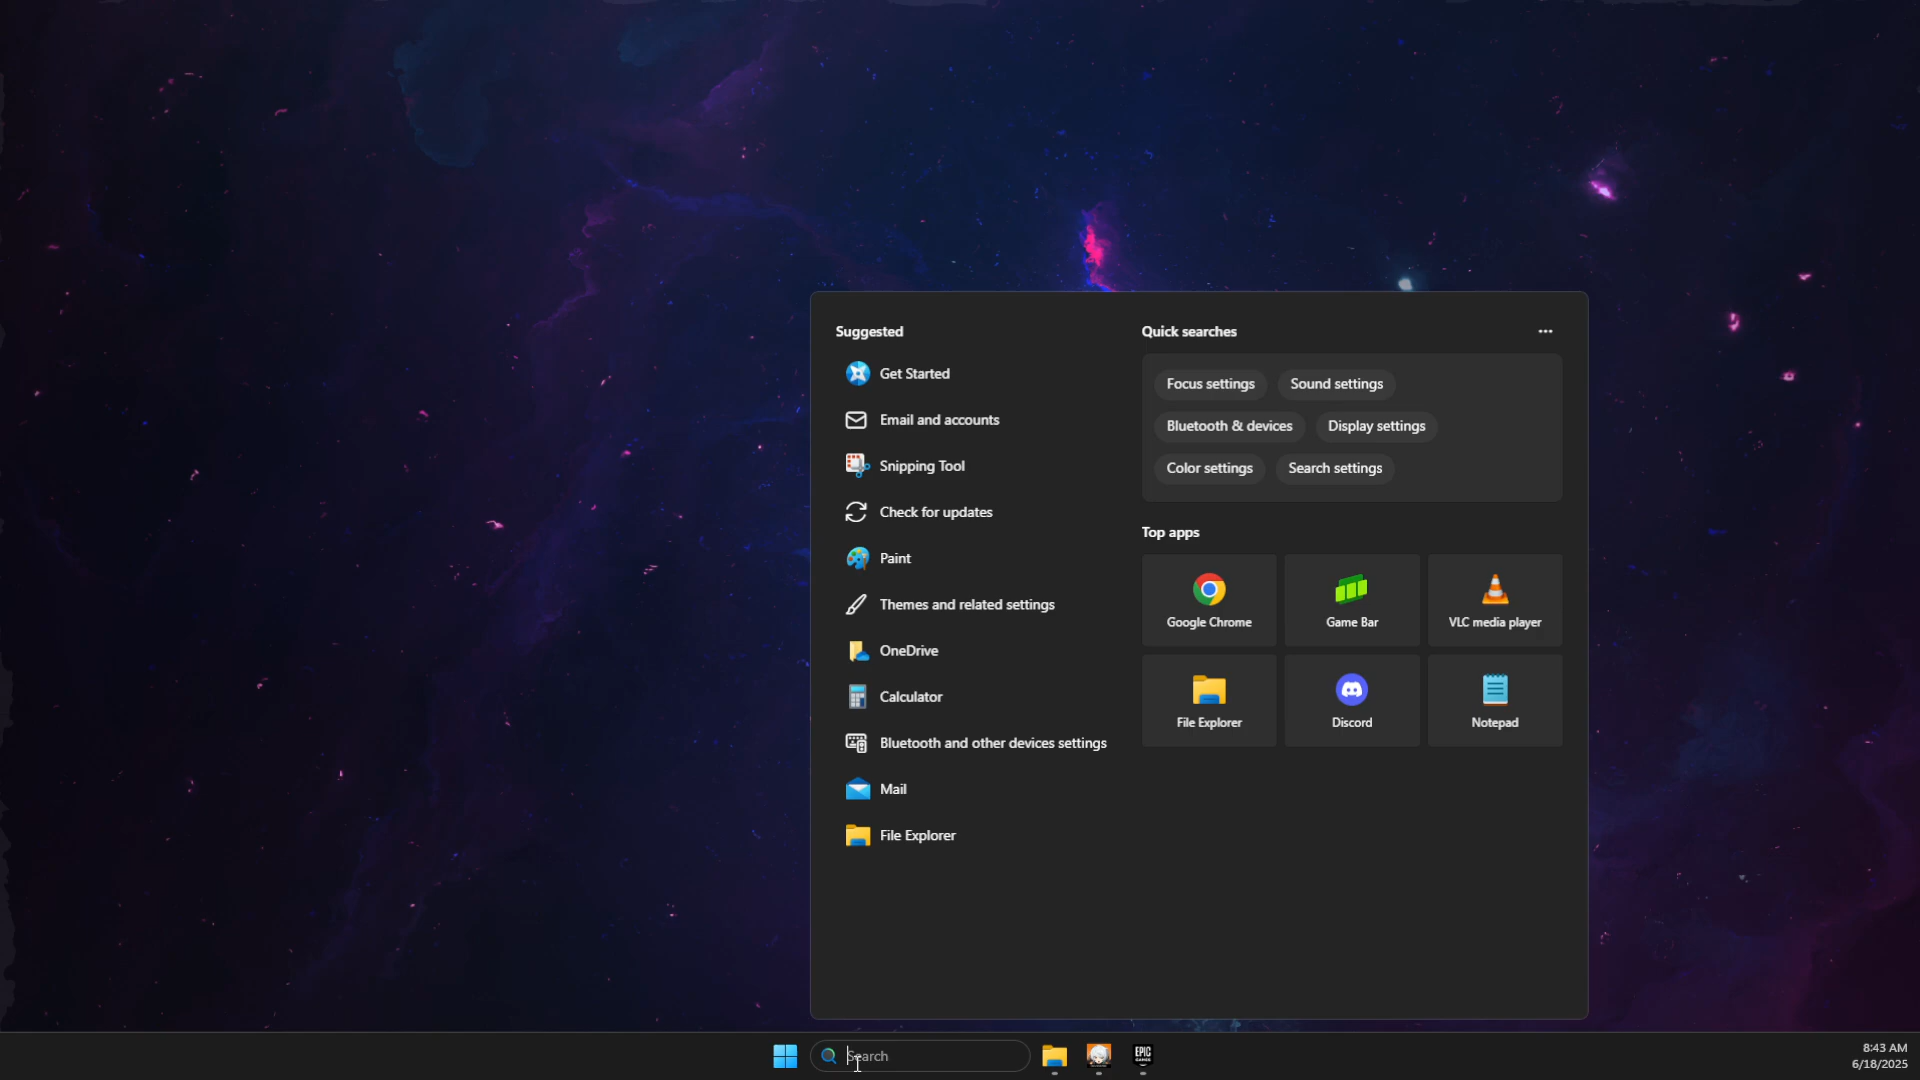 Suggested
Get Started
Email and accounts
Snipping Tool
Check for updates
Paint
Themes and related settings
OneDrive
Calculator
Bluetooth and other devices settings
Mail
File Explorer
Quick searches
Focus settings
Sound settings
Bluetooth & devices
Display settings
Color settings
Search settings
Top apps
Google Chrome
Game Bar
VLC media player
File Explorer
Discord
Notepad
Search
EPIC
GAMES
8:43 AM
6/18/2025